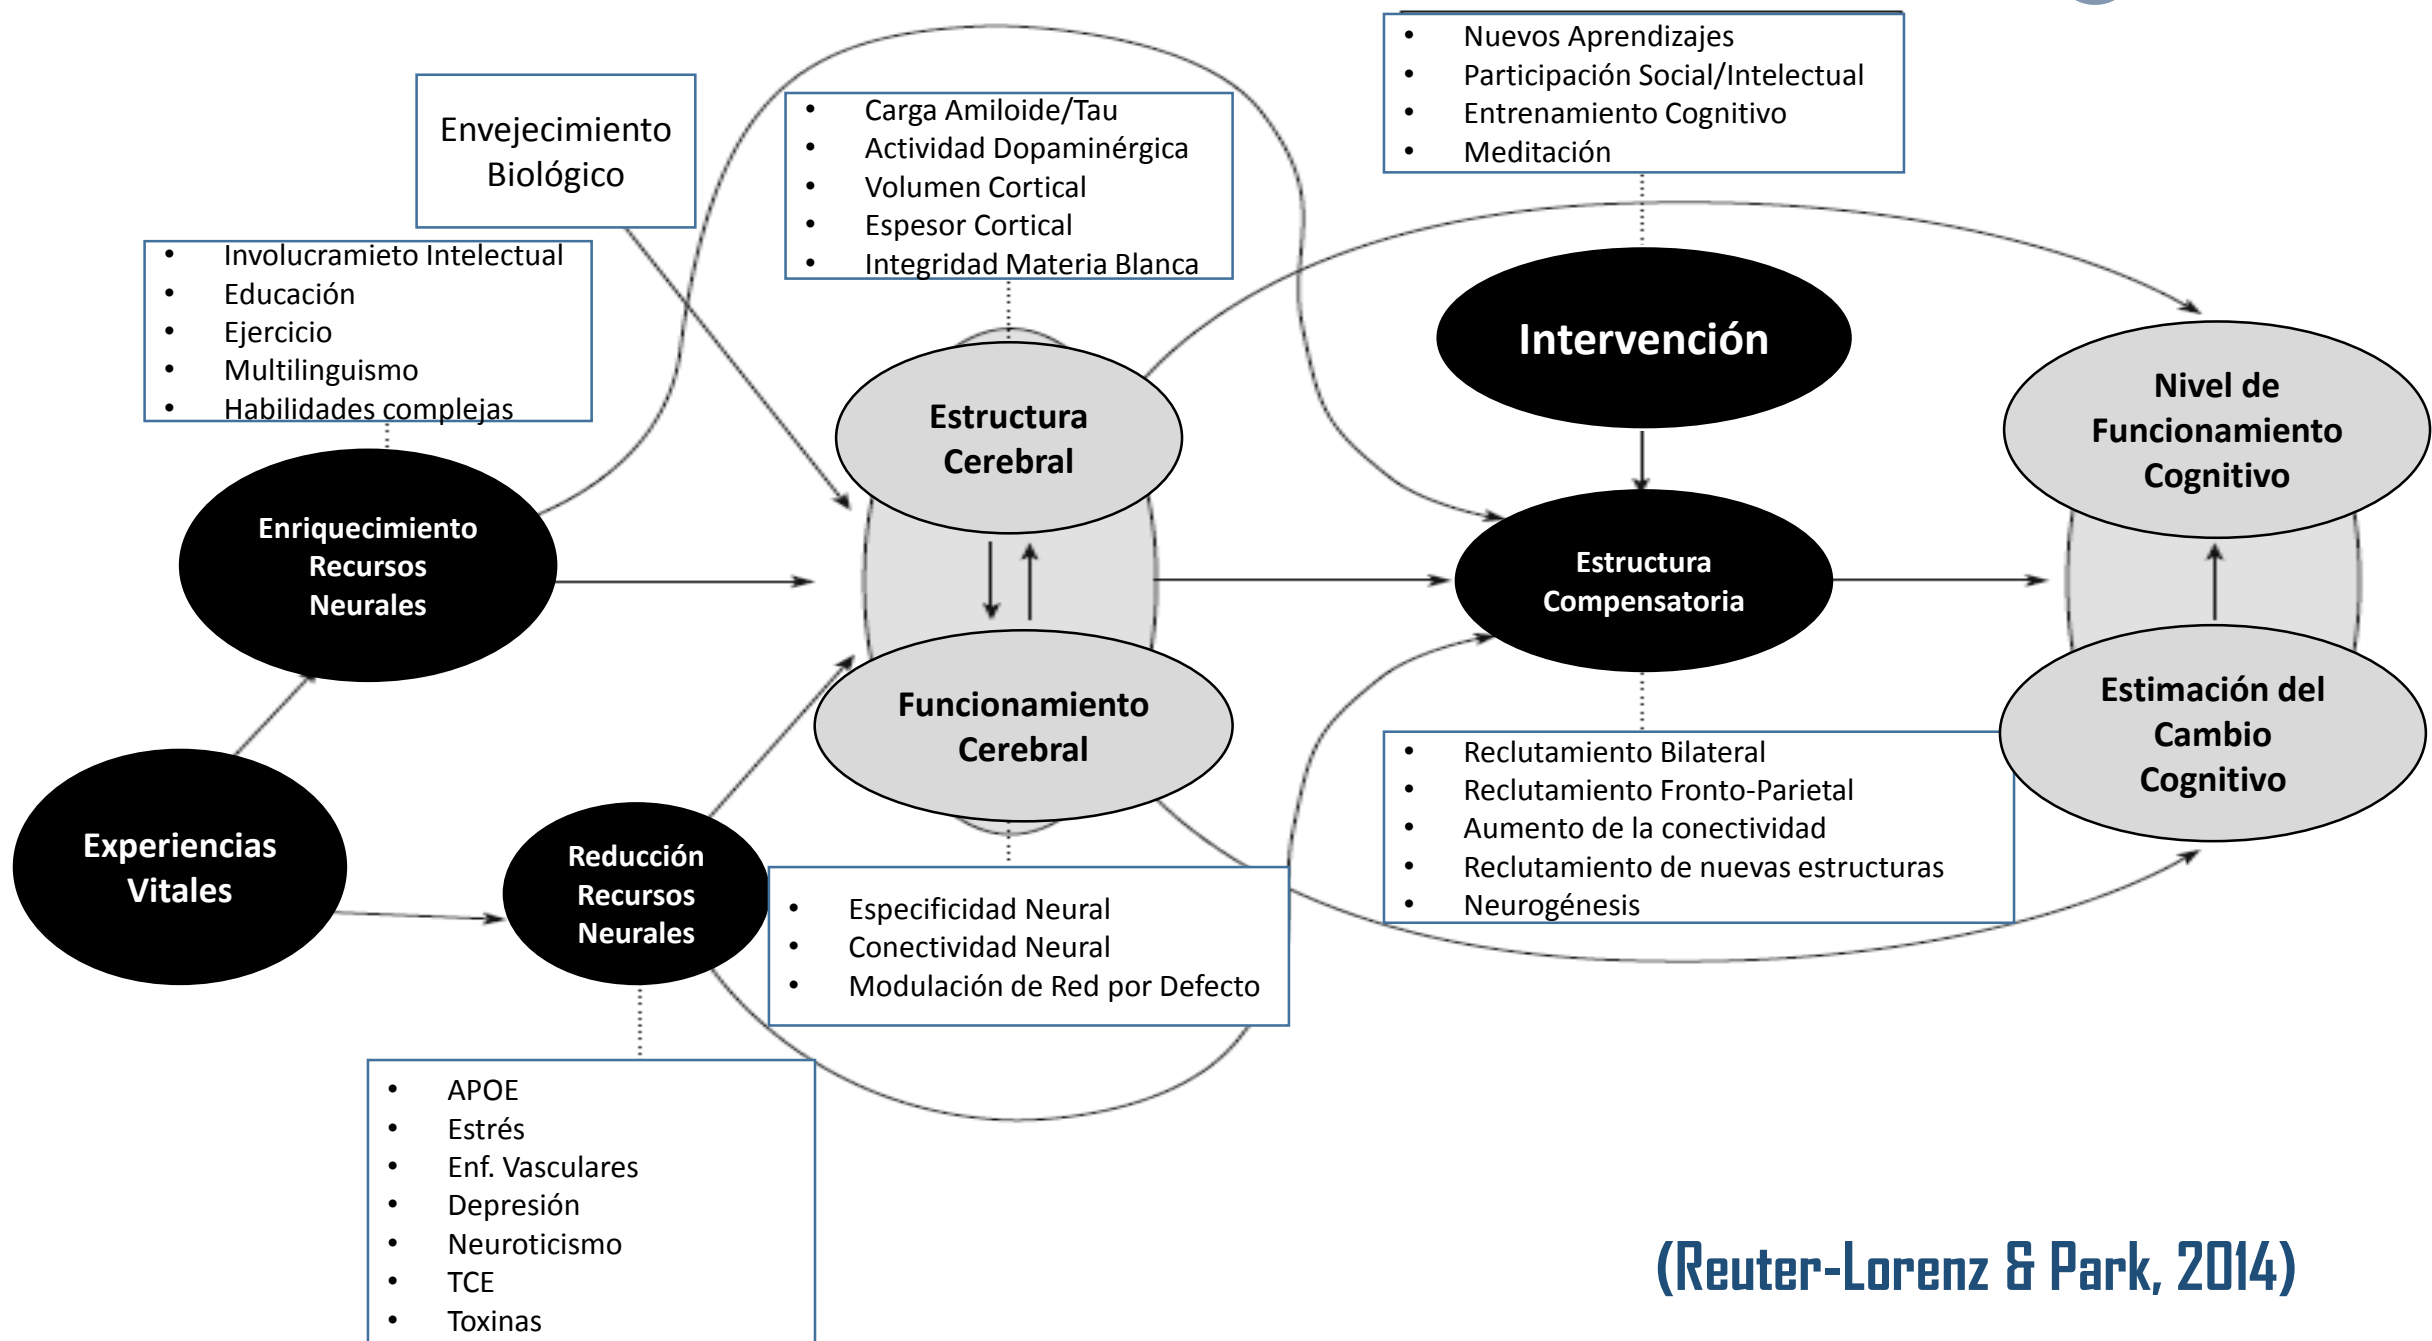 • Nuevos Aprendizajes
• Participación Social/Intelectual
• Entrenamiento Cognitivo
• Meditación
Envejecimiento
Biológico
• Carga Amiloide/Tau
• Actividad Dopaminérgica
• Volumen Cortical
• Espesor Cortical
• Integridad Materia Blanca
• Involucramieto Intelectual
• Educación
• Ejercicio
• Multilinguismo
• Habilidades complejas
Intervención
Estructura
Cerebral
Nivel de
Funcionamiento
Cognitivo
Enriquecimiento
Recursos
Neurales
Estructura
Compensatoria
Funcionamiento
Cerebral
Estimación del
Cambio
Cognitivo
Experiencias
Vitales
Reducción
Recursos
Neurales
• Reclutamiento Bilateral
• Reclutamiento Fronto-Parietal
• Aumento de la conectividad
• Reclutamiento de nuevas estructuras
• Neurogénesis
• Especificidad Neural
• Conectividad Neural
• Modulación de Red por Defecto
• APOE
• Estrés
• Enf. Vasculares
• Depresión
• Neuroticismo
• TCE
• Toxinas
(Reuter-Lorenz & Park, 2014)